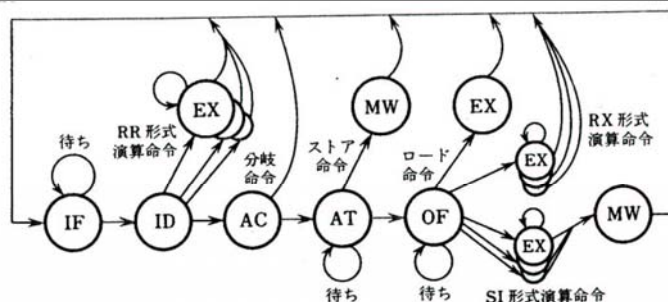 待ち
IF
ID
RR 形式
演算命令
EX
分岐
命令
AC
ストア
命令
MW
AT
待ち
ロード
命令
EX
OF
待ち
EX
RX 形式
演算命令
EX
SI 形式演算命令
MW